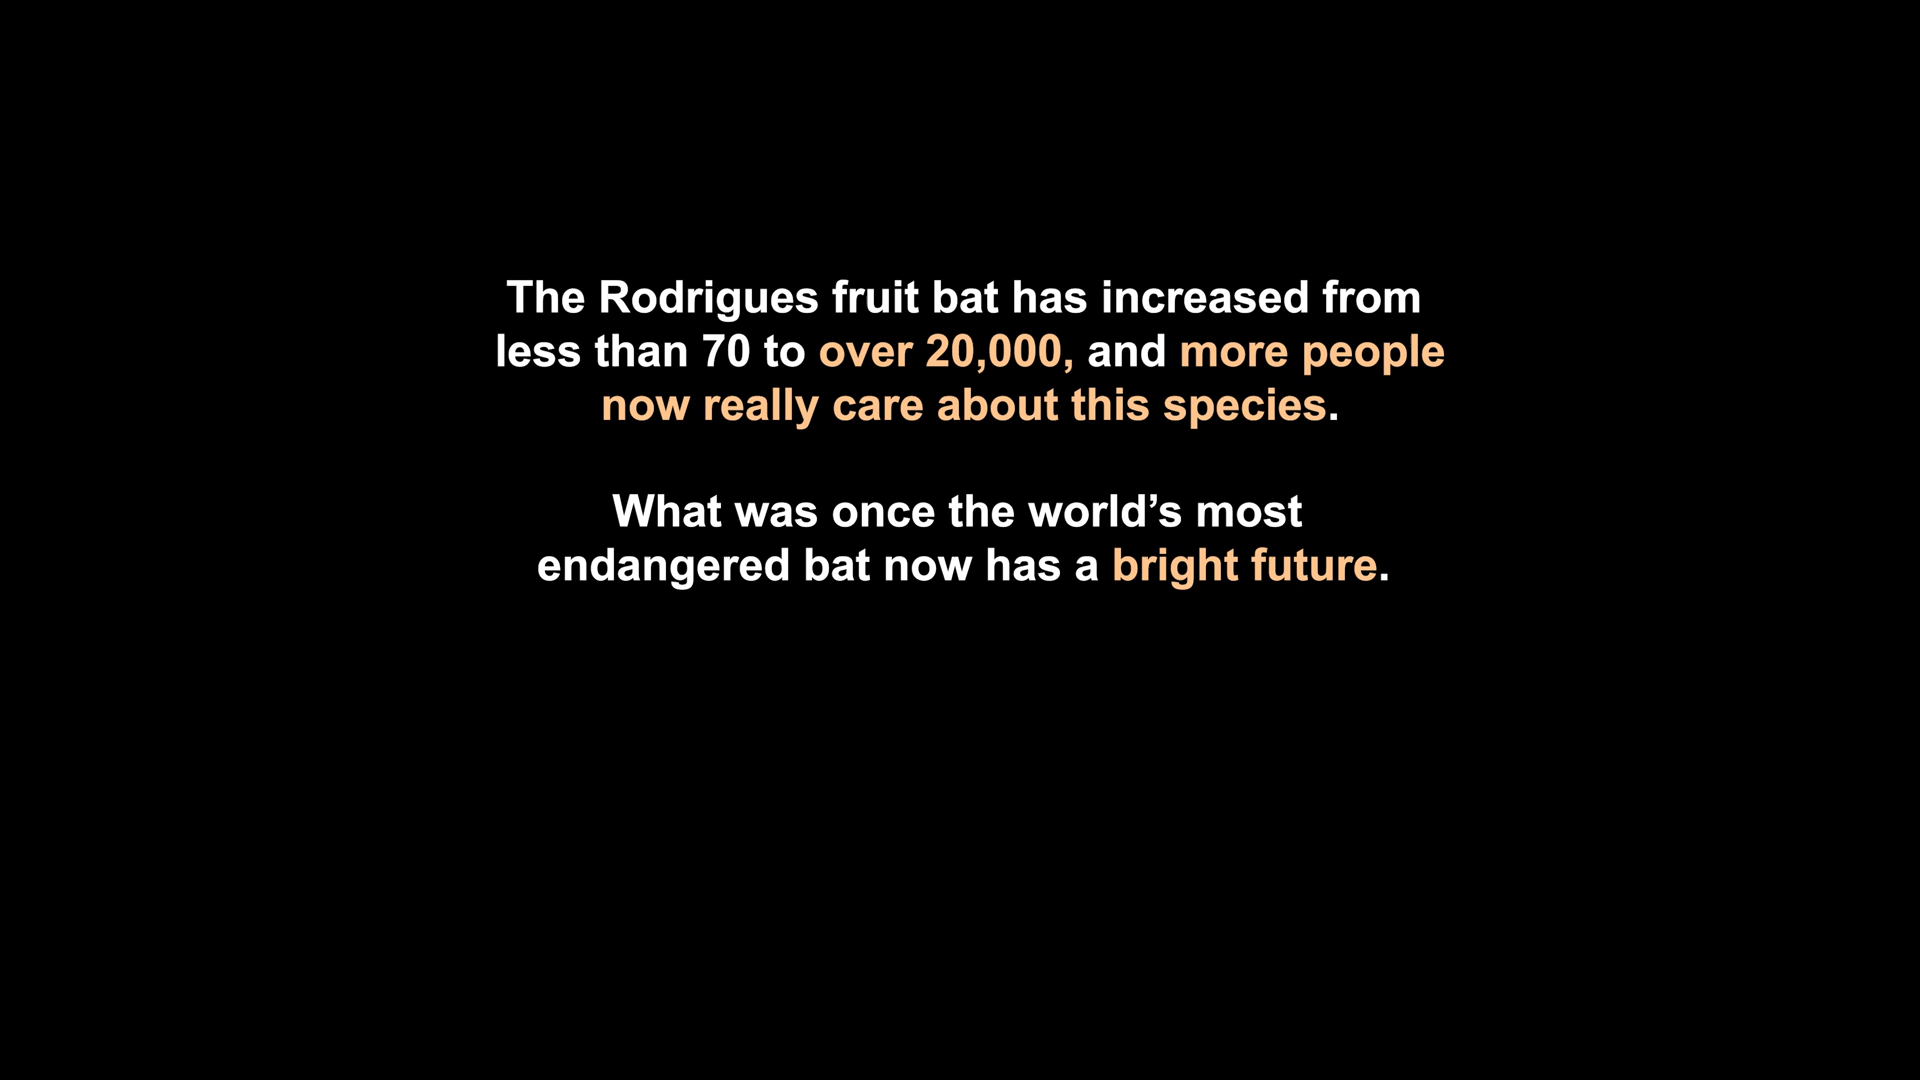 The Rodrigues fruit bat has increased from
less than 70 to over 20,000, and more people
now really care about this species.
What was once the world’s most
endangered bat now has a bright future.